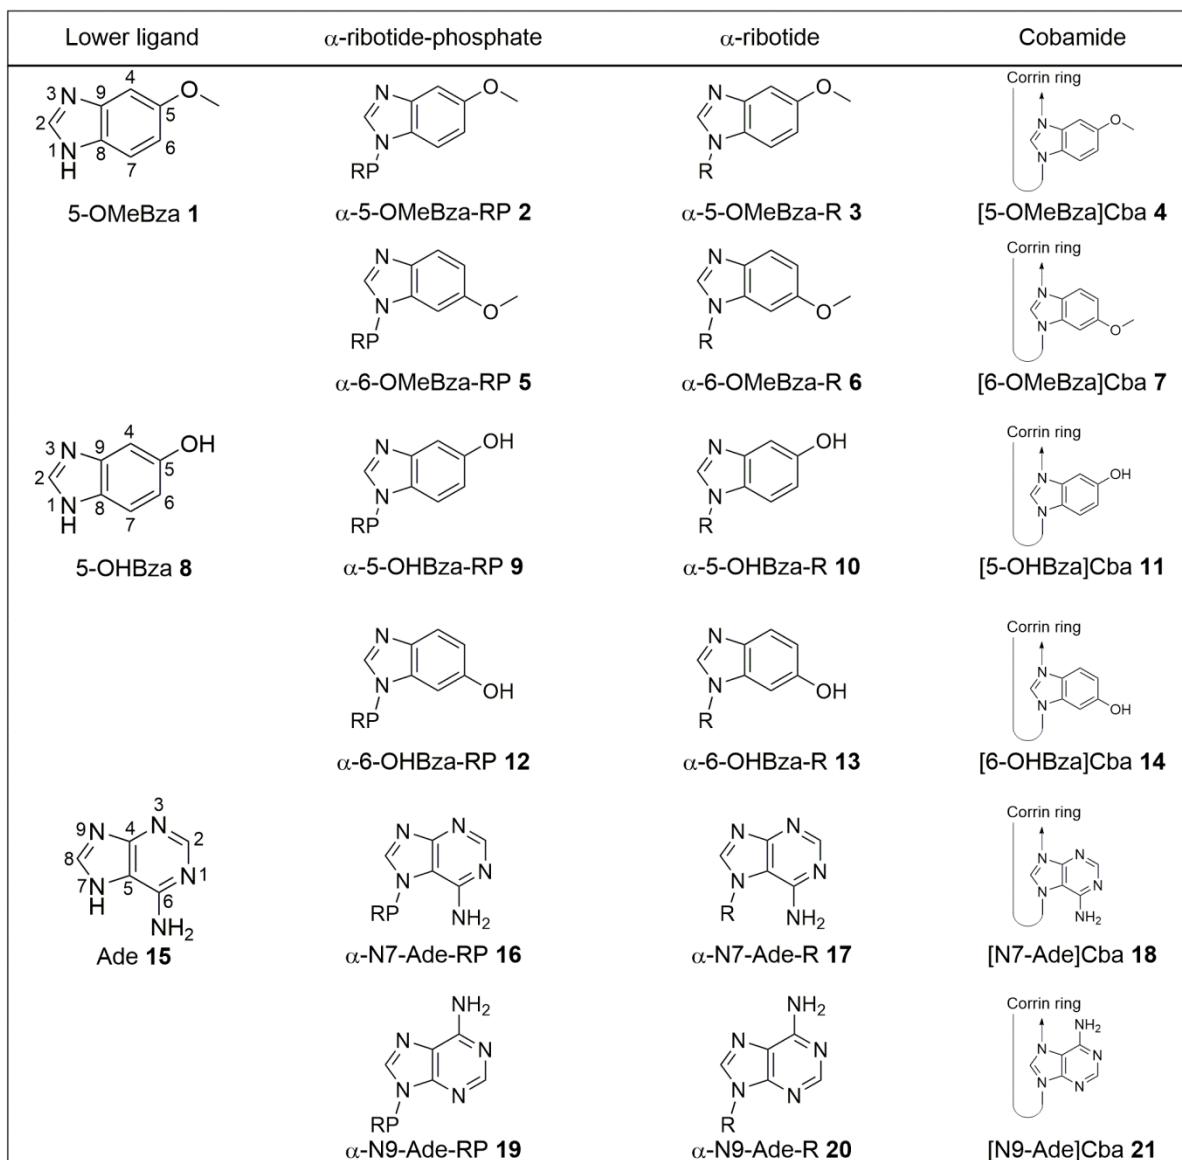 Lower ligand α-ribotide-phosphate α-ribotide Cobamide
Corrin ring
N 3 9 4 5 6 7 8 1 2 N H O
N N RP O
N N R O
N N O
5-OMeBza 1 α-5-OMeBza-RP 2 α-5-OMeBza-R 3 [5-OMeBza]Cba 4
Corrin ring
N N RP O
N N R O
N N O
α-6-OMeBza-RP 5 α-6-OMeBza-R 6 [6-OMeBza]Cba 7
Corrin ring
N 3 9 4 5 6 7 8 1 2 N H OH
N N RP OH
N N R OH
N N OH
5-OHBza 8 α-5-OHBza-RP 9 α-5-OHBza-R 10 [5-OHBza]Cba 11
Corrin ring
N N RP OH
N N R OH
N N OH
α-6-OHBza-RP 12 α-6-OHBza-R 13 [6-OHBza]Cba 14
Corrin ring
N 9 4 3 N 2 N 1 6 5 7 N H 8 NH2
N N RP N N NH2
N N R N N NH2
N N N N NH2
Ade 15 α-N7-Ade-RP 16 α-N7-Ade-R 17 [N7-Ade]Cba 18
Corrin ring
NH2 N N N N RP
NH2 N N N N R
NH2 N N N N
α-N9-Ade-RP 19 α-N9-Ade-R 20 [N9-Ade]Cba 21